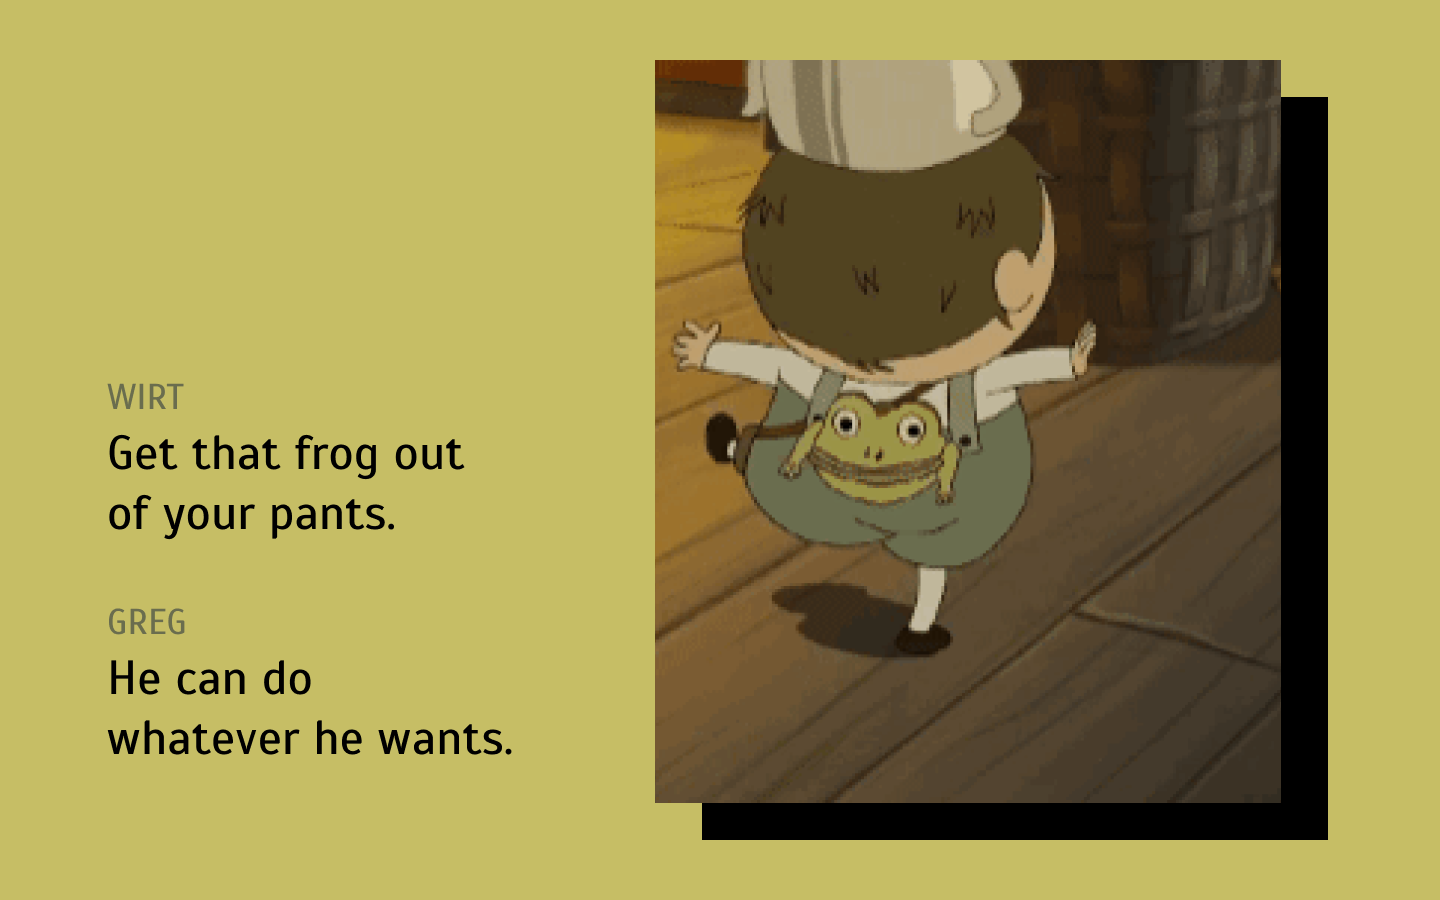 WIRT
Get that frog out
of your pants.
GREG
He can do
whatever he wants.